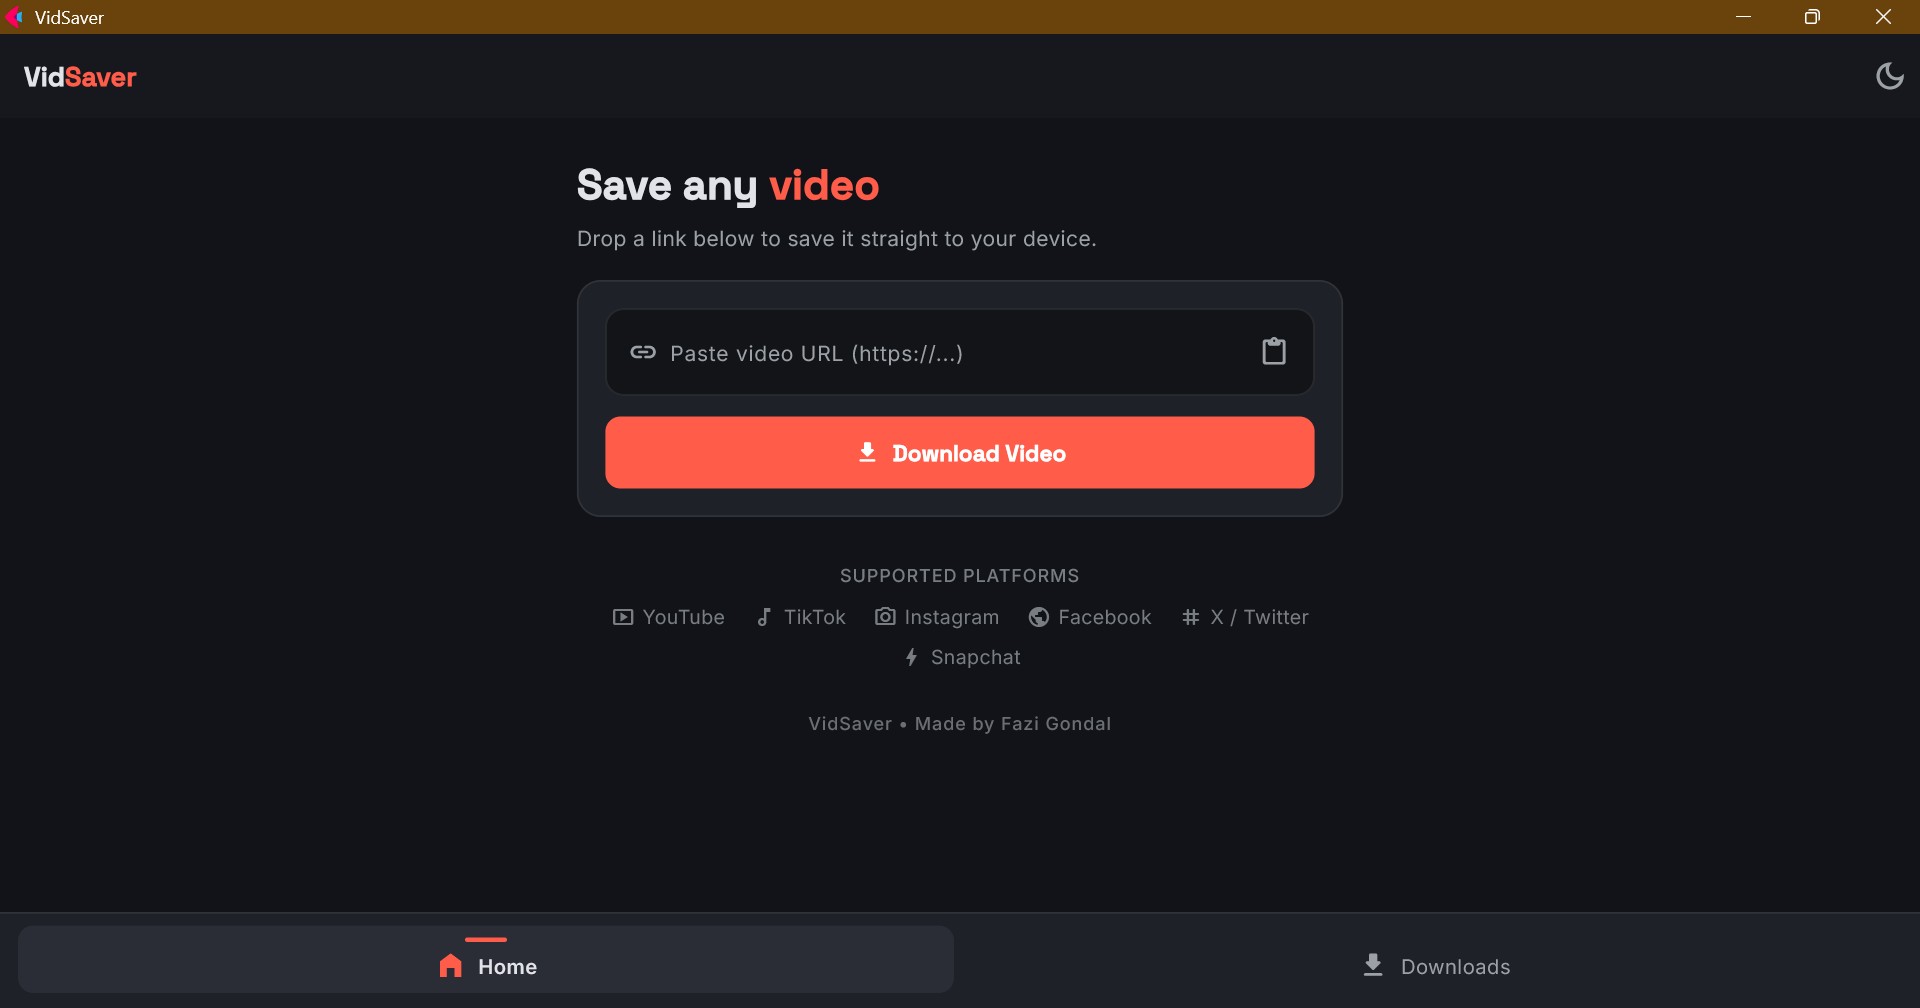 VidSaver
VidSaver
Save any video
Drop a link below to save it straight to your device.
Paste video URL (https://...)
Download Video
SUPPORTED PLATFORMS
YouTube TikTok Instagram Facebook X / Twitter
Snapchat
VidSaver • Made by Fazi Gondal
Home Downloads